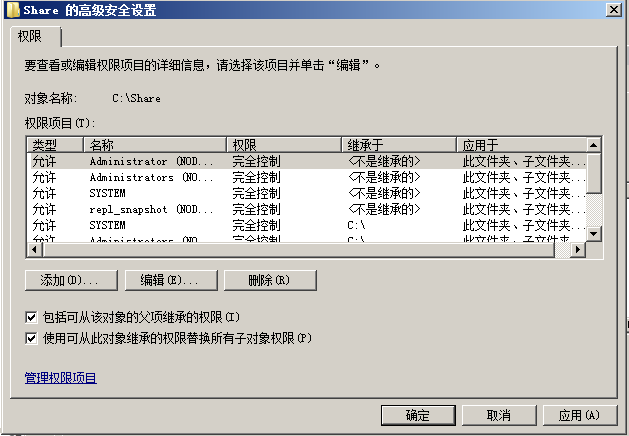 Share 的高级安全设置
权限
要查看或编辑权限项目的详细信息，请选择该项目并单击“编辑”。
对象名称: C:\Share
权限项目(T):
类型 名称 权限 继承于 应用于
允许 Administrator (NOD... 完全控制 <不是继承的> 此文件夹、子文件夹...
允许 Administrators (NO... 完全控制 <不是继承的> 此文件夹、子文件夹...
允许 SYSTEM 完全控制 <不是继承的> 此文件夹、子文件夹...
允许 repl_snapshot (NOD... 完全控制 <不是继承的> 此文件夹、子文件夹...
允许 SYSTEM 完全控制 C:\ 此文件夹、子文件夹...
允许 Administrators (NO... 完全控制 C:\ 此文件夹、子文件夹...
添加(D)... 编辑(E)... 删除(R)
包括可从该对象的父项继承的权限(I)
使用可从此对象继承的权限替换所有子对象权限(P)
管理权限项目
确定 取消 应用(A)